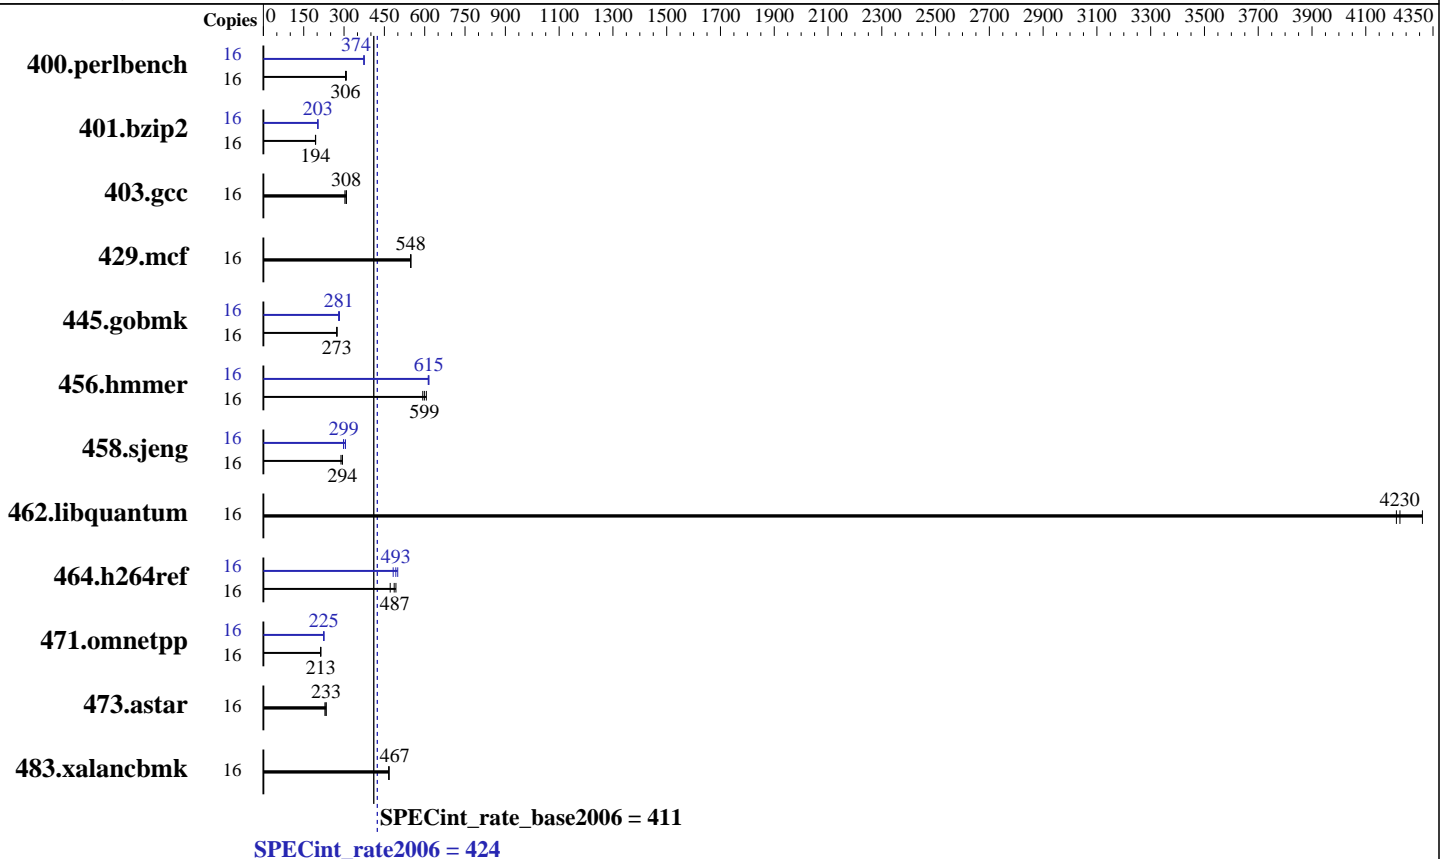 Copies 0 150 300 450 600 750 900 1100 1300 1500 1700 1900 2100 2300 2500 2700 2900 3100 3300 3500 3700 3900 4100 4350
400.perlbench 16 374
16 306
401.bzip2 16 203
16 194
403.gcc 16 308
429.mcf 16 548
445.gobmk 16 281
16 273
456.hmmer 16 615
16 599
458.sjeng 16 299
16 294
462.libquantum 16 4230
464.h264ref 16 493
16 487
471.omnetpp 16 225
16 213
473.astar 16 233
483.xalancbmk 16 467
SPECint_rate_base2006 = 411
SPECint_rate2006 = 424